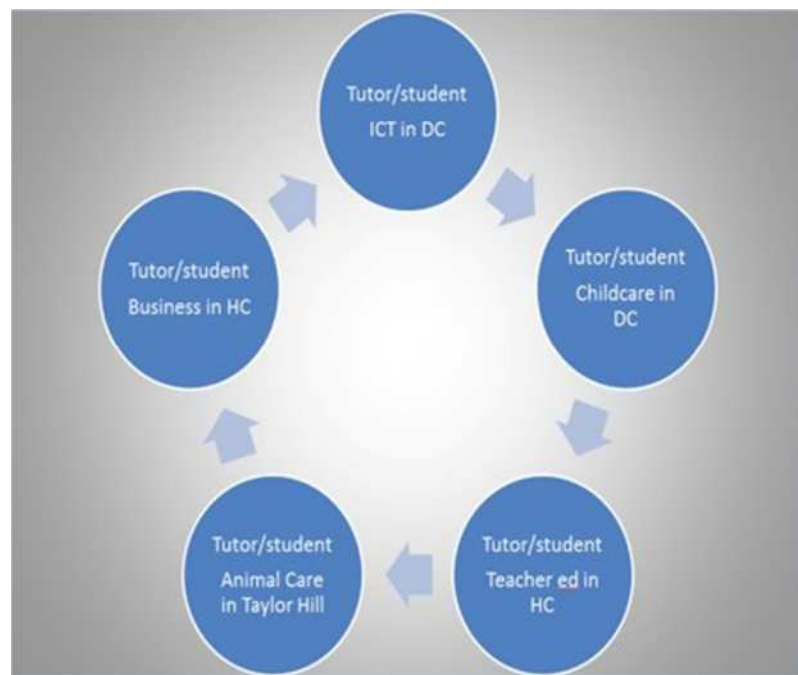 Tutor/student
ICT in DC
Tutor/student
Childcare in
DC
Tutor/student
Teacher ed in
HC
Tutor/student
Animal Care
in Taylor Hill
Tutor/student
Business in HC